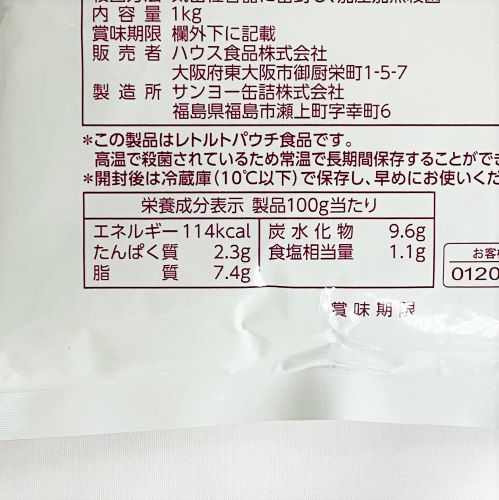 内容量 1kg
賞味期限 欄外下に記載
販売者 ハウス食品株式会社
大阪府東大阪市御厨栄町1-5-7
製造所 サンヨー缶詰株式会社
福島県福島市瀬上町字幸町6
*この製品はレトルトパウチ食品です。
高温で殺菌されているため常温で長期間保存することができ
*開封後は冷蔵庫(10℃以下)で保存し、早めにお使いくだ
栄養成分表示 製品100g当たり
エネルギー 114kcal 炭水化物 9.6g
たんぱく質 2.3g 食塩相当量 1.1g
脂質 7.4g
お客
0120
賞味期限